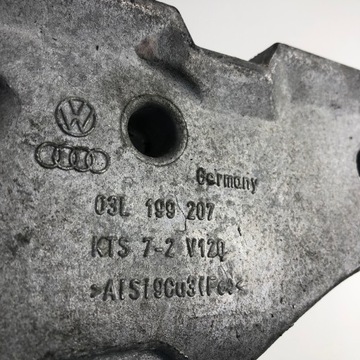 Germany
03L 199 207
KTS 7-2 V120
>AlSi9Cu3(Fe)<